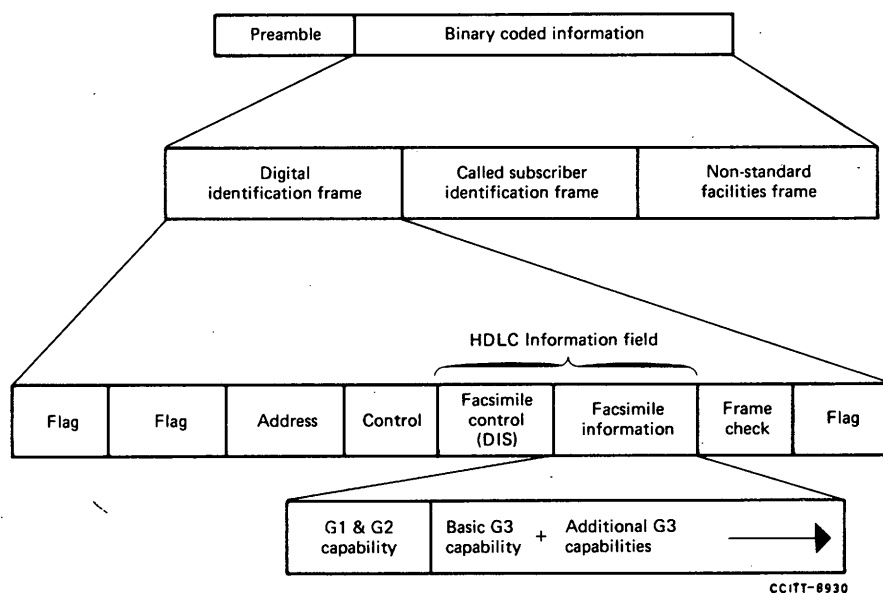 Preamble
Binary coded information
Digital
identification frame
Called subscriber
identification frame
Non-standard
facilities frame
HDLC Information field
Flag
Flag
Address
Control
Facsimile
control
(DIS)
Facsimile
information
Frame
check
Flag
G1 & G2
capability
Basic G3
capability
+
Additional G3
capabilities
CCITT-8930